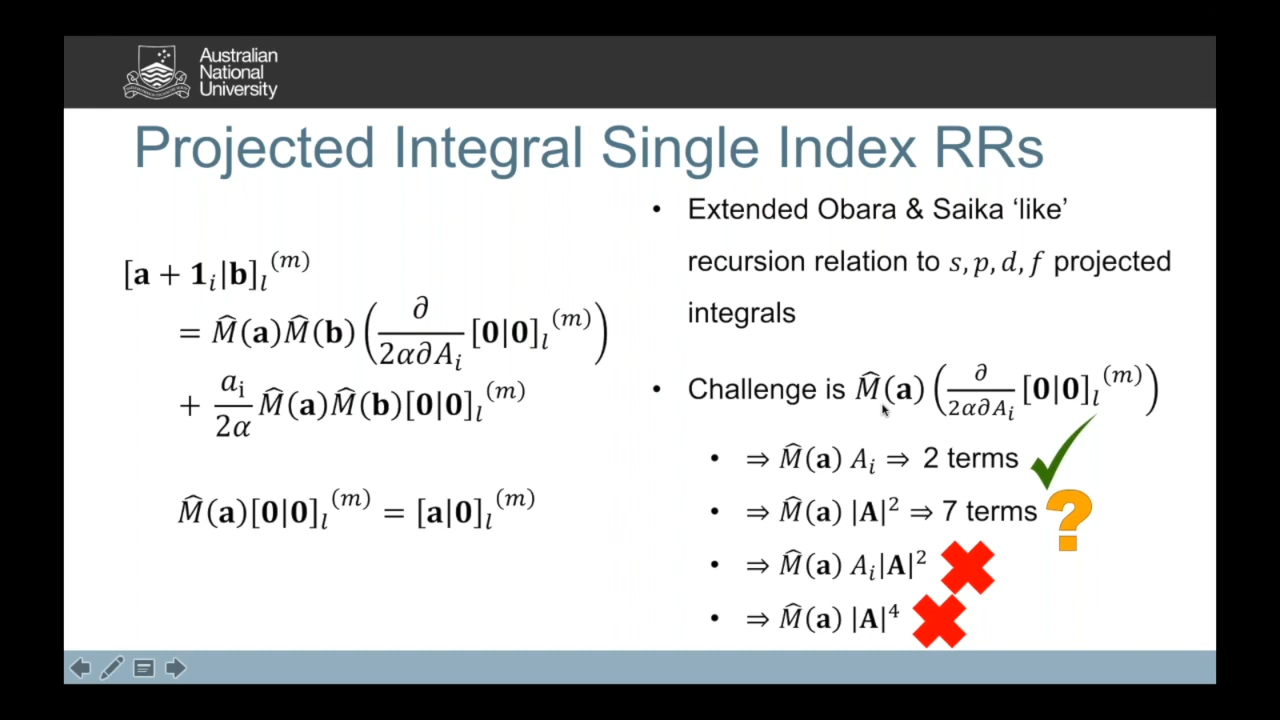 Australian
National
University
Projected Integral Single Index RRs
[𝐚 + 𝟏ᵢ|𝐛]ₗ⁽ᵐ⁾
= M̂(𝐚)M̂(𝐛)(∂/(2α∂Aᵢ) [𝟎|𝟎]ₗ⁽ᵐ⁾)
+ aᵢ/2α M̂(𝐚)M̂(𝐛)[𝟎|𝟎]ₗ⁽ᵐ⁾
M̂(𝐚)[𝟎|𝟎]ₗ⁽ᵐ⁾ = [𝐚|𝟎]ₗ⁽ᵐ⁾
• Extended Obara & Saika ‘like’
recursion relation to s, p, d, f projected
integrals
• Challenge is M̂(𝐚) (∂/(2α∂Aᵢ) [𝟎|𝟎]ₗ⁽ᵐ⁾)
• ⇒ M̂(𝐚) Aᵢ ⇒ 2 terms
• ⇒ M̂(𝐚) |𝐀|² ⇒ 7 terms ?
• ⇒ M̂(𝐚) Aᵢ|𝐀|²
• ⇒ M̂(𝐚) |𝐀|⁴